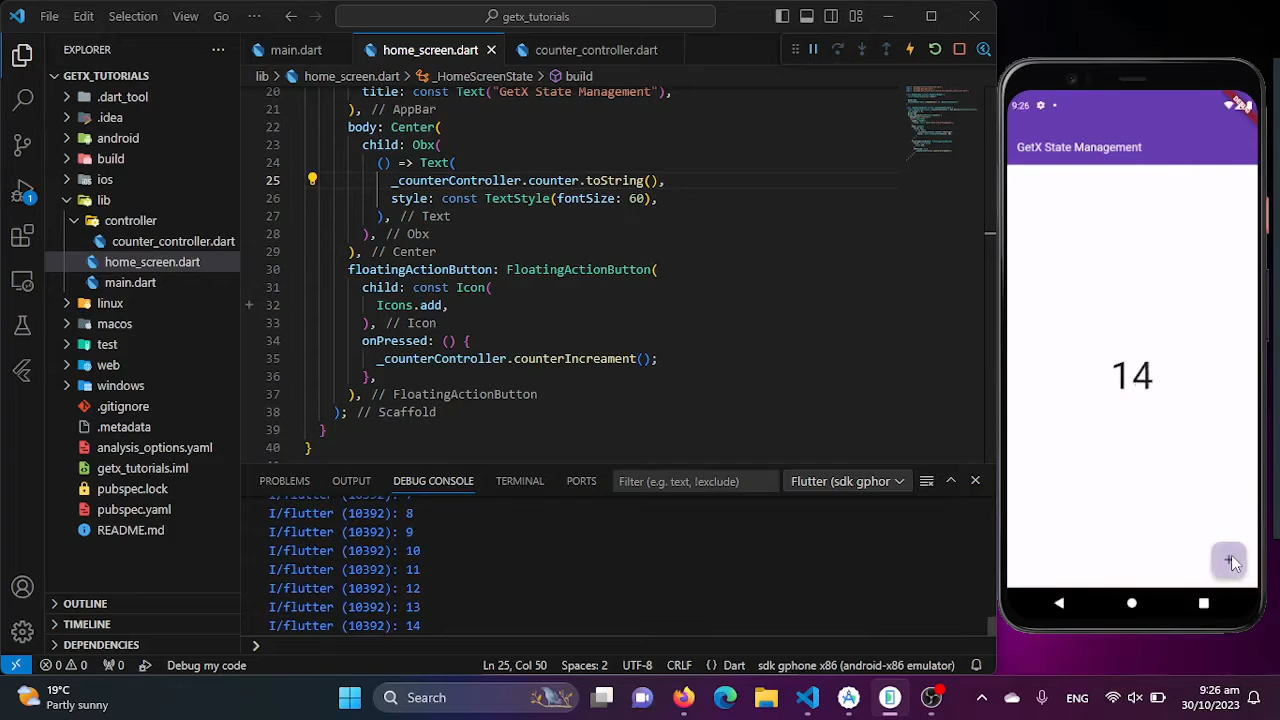 File Edit Selection View Go ···
getx_tutorials
EXPLORER
main.dart
home_screen.dart
counter_controller.dart
GETX_TUTORIALS
.dart_tool
.idea
android
build
ios
lib
controller
counter_controller.dart
home_screen.dart
main.dart
linux
macos
test
web
windows
.gitignore
.metadata
analysis_options.yaml
getx_tutorials.iml
pubspec.lock
pubspec.yaml
README.md
OUTLINE
TIMELINE
DEPENDENCIES
1
lib > home_screen.dart > _HomeScreenState > build
20 title: const Text("GetX State Management"),
21 ), // AppBar
22 body: Center(
23 child: Obx(
24 () => Text(
25 _counterController.counter.toString(),
26 style: const TextStyle(fontSize: 60),
27 ), // Text
28 ), // Obx
29 ), // Center
30 floatingActionButton: FloatingActionButton(
31 child: const Icon(
32 Icons.add,
33 ), // Icon
34 onPressed: () {
35 _counterController.counterIncreament();
36 },
37 ), // FloatingActionButton
38 ); // Scaffold
39 }
40 }
PROBLEMS OUTPUT DEBUG CONSOLE TERMINAL PORTS
Filter (e.g. text, !exclude)
Flutter (sdk gphor
I/flutter (10392): 7
I/flutter (10392): 8
I/flutter (10392): 9
I/flutter (10392): 10
I/flutter (10392): 11
I/flutter (10392): 12
I/flutter (10392): 13
I/flutter (10392): 14
0 0 0 Debug my code
Ln 25, Col 50 Spaces: 2 UTF-8 CRLF {} Dart sdk gphone x86 (android-x86 emulator)
9:26
GetX State Management
14
+
19°C
Partly sunny
Search
ENG
9:26 am
30/10/2023